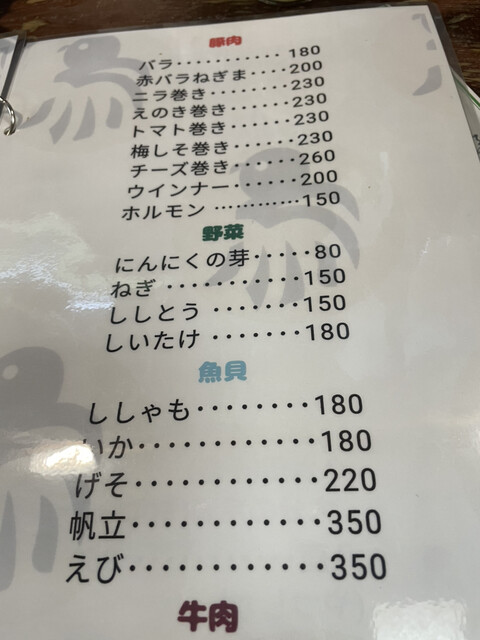 豚肉
バラ・・・・・・・・・・・180
赤バラねぎま・・・・200
ニラ巻き・・・・・・・・230
えのき巻き・・・・・・230
トマト巻き・・・・・・230
梅しそ巻き・・・・・・230
チーズ巻き・・・・・・260
ウインナー・・・・・・200
ホルモン …………150
野菜
にんにくの芽・・・・・80
ねぎ・・・・・・・・・・・・150
ししとう・・・・・・・150
しいたけ・・・・・・・180
魚貝
ししゃも・・・・・・・・180
いか・・・・・・・・・・・・180
げそ・・・・・・・・・・・・220
帆立・・・・・・・・・・・・350
えび・・・・・・・・・・・・350
牛肉